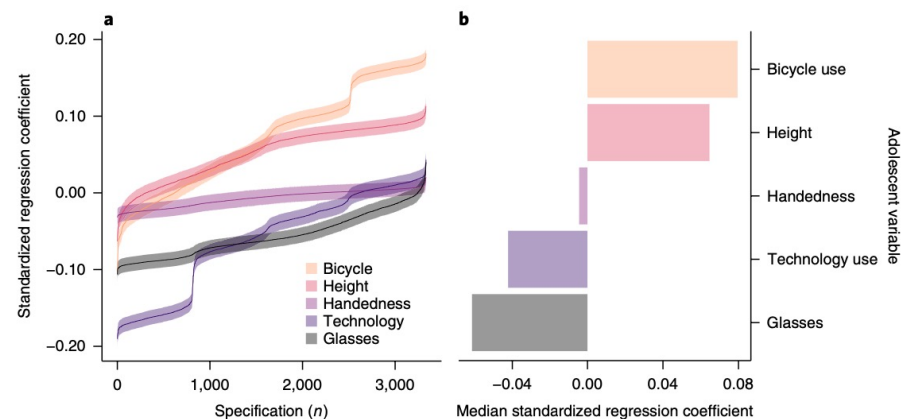 a
Standardized regression coefficient
0.20
0.10
0.00
−0.10
−0.20
Bicycle
Height
Handedness
Technology
Glasses
0
1,000
2,000
3,000
Specification (n)
b
Bicycle use
Height
Handedness
Technology use
Glasses
Adolescent variable
−0.04
0.00
0.04
0.08
Median standardized regression coefficient